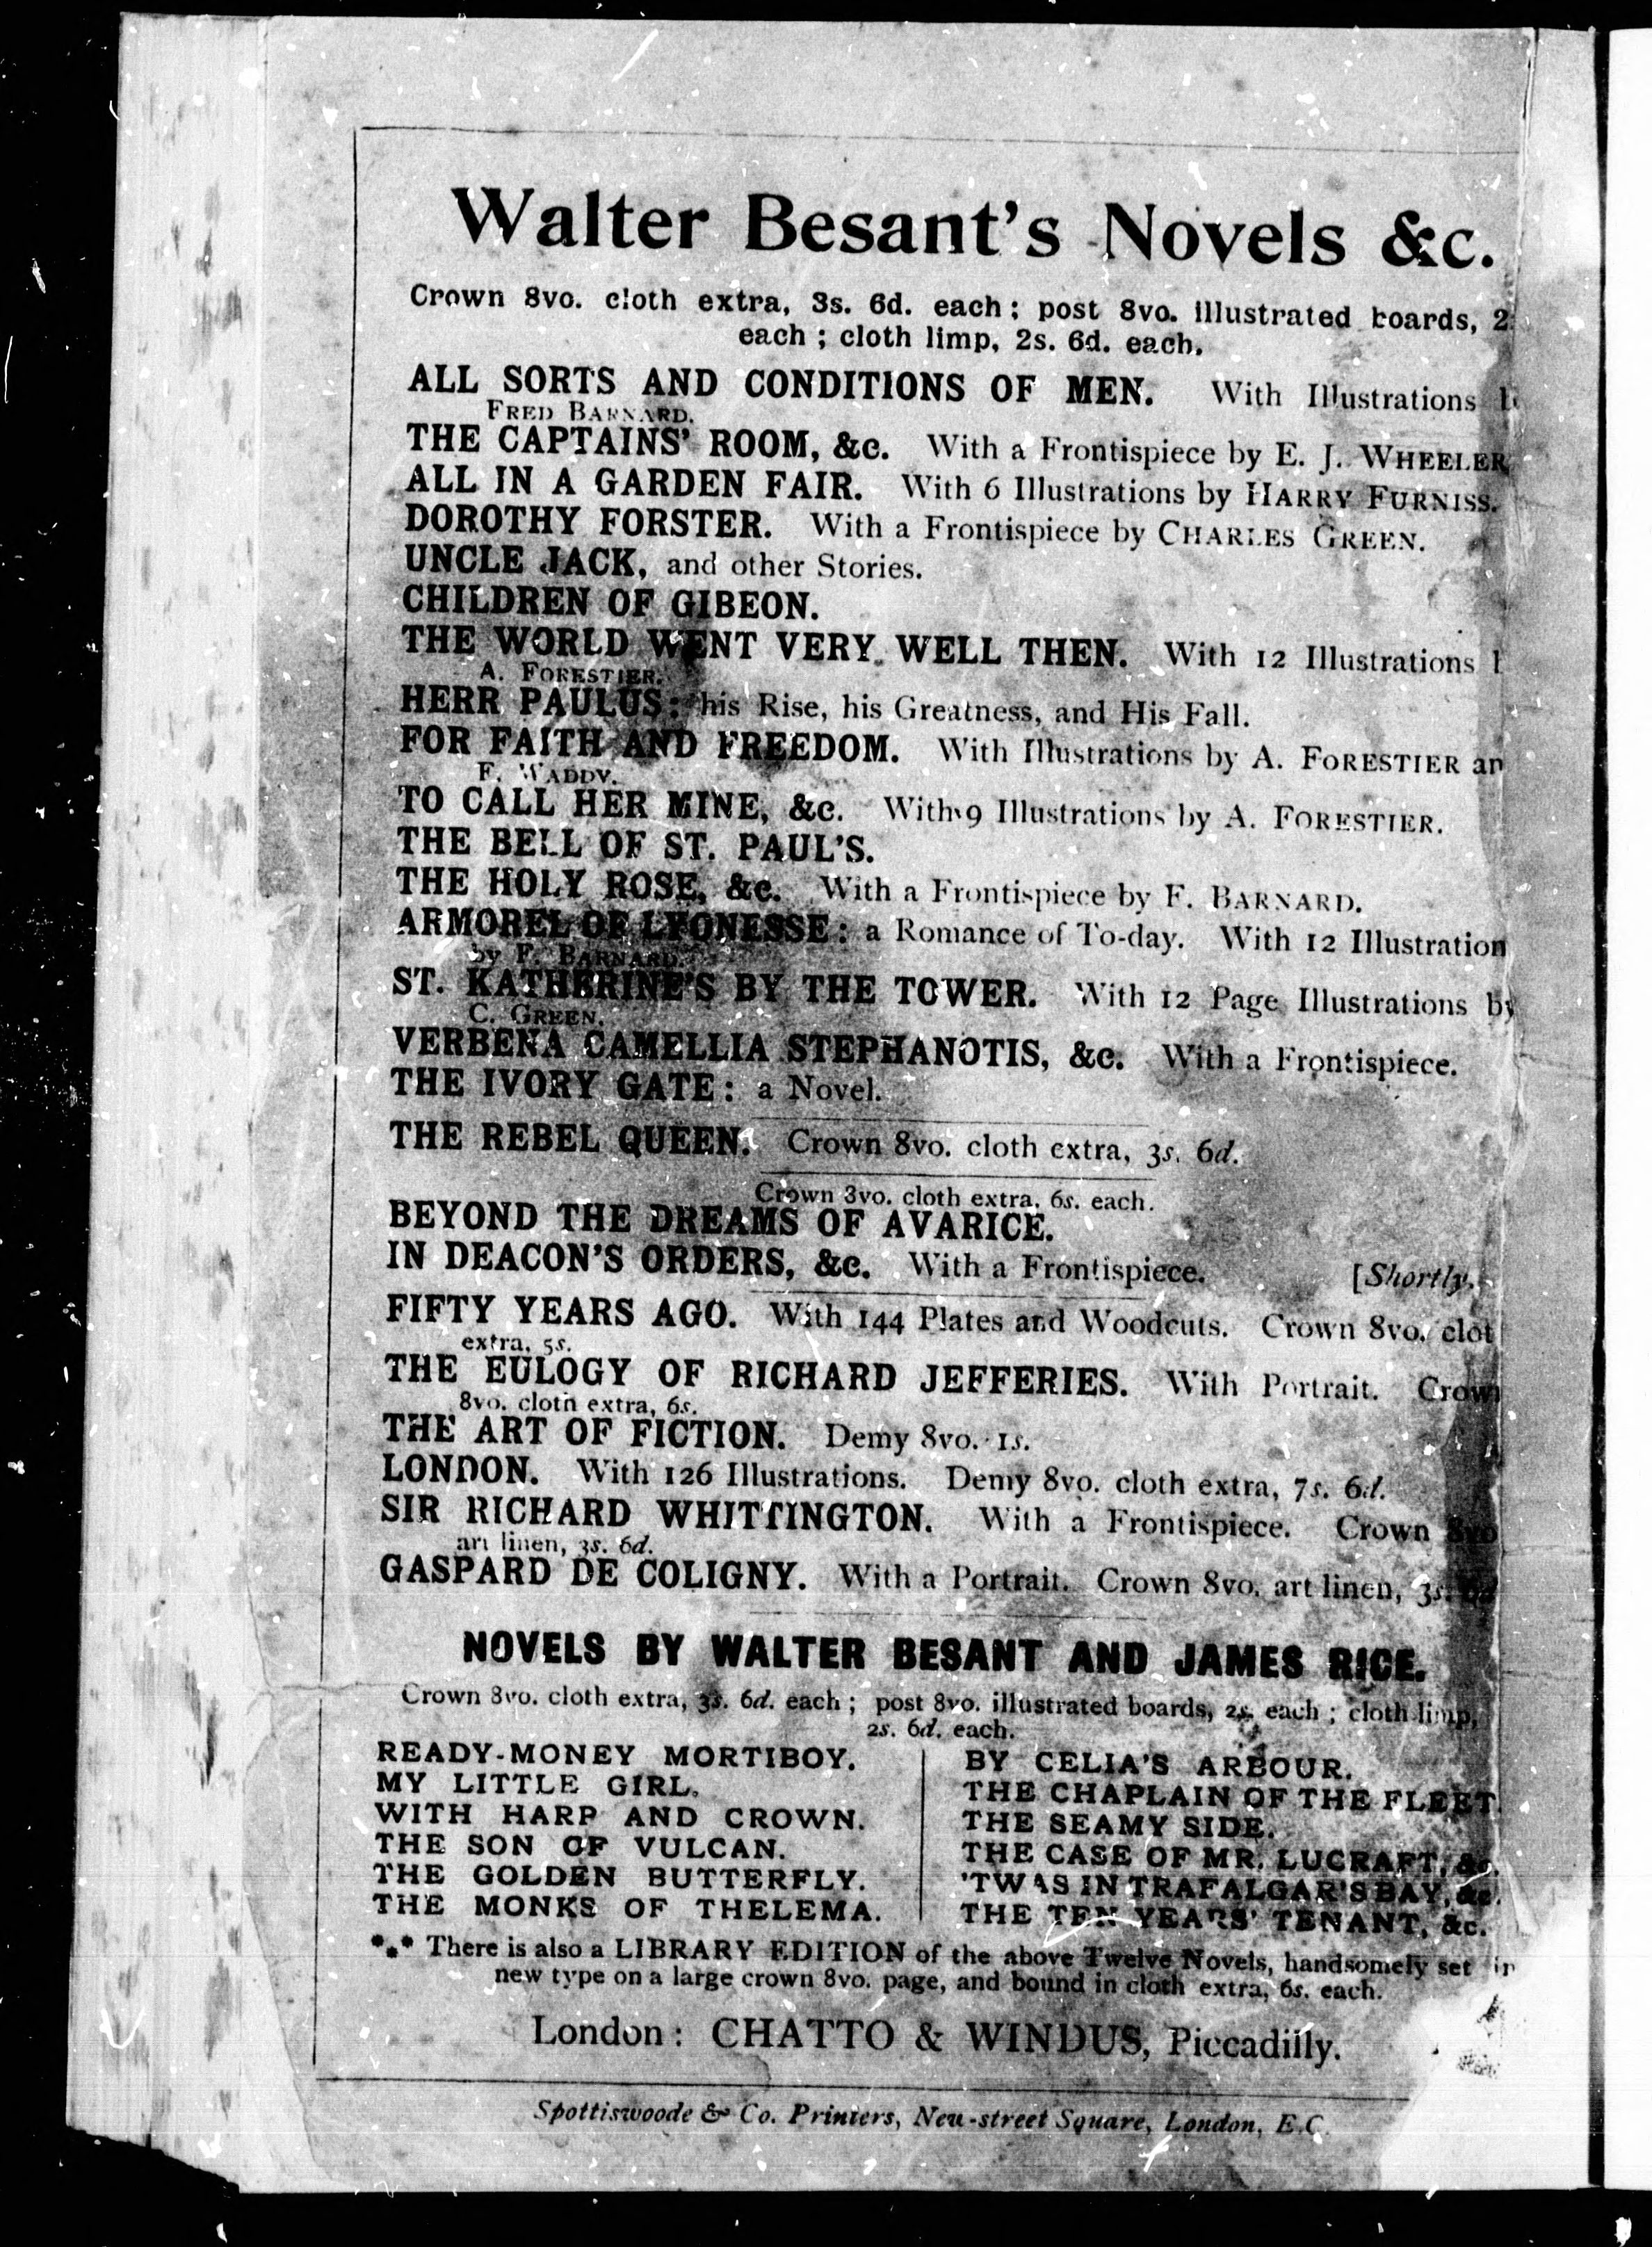 Walter Besant's Novels &c.
Crown 8vo. cloth extra, 3s. 6d. each; post 8vo. illustrated boards, 2
each; cloth limp, 2s. 6d. each.
ALL SORTS AND CONDITIONS OF MEN. With Illustrations
FRED BARNARD.
THE CAPTAINS' ROOM, &c. With a Frontispiece by E. J. WHEELER
ALL IN A GARDEN FAIR. With 6 Illustrations by HARRY FURNISS.
DOROTHY FORSTER. With a Frontispiece by CHARLES GREEN.
UNCLE JACK, and other Stories.
CHILDREN OF GIBEON.
THE WORLD WENT VERY WELL THEN. With 12 Illustrations
A. FORESTIER.
HERR PAULUS: his Rise, his Greatness, and His Fall.
FOR FAITH AND FREEDOM. With Illustrations by A. FORESTIER an
F. WADDY.
TO CALL HER MINE, &c. With 9 Illustrations by A. FORESTIER.
THE BELL OF ST. PAUL'S.
THE HOLY ROSE, &c. With a Frontispiece by F. BARNARD.
ARMOREL OF LYONESSE: a Romance of To-day. With 12 Illustration
by F. BARNARD.
ST. KATHERINE'S BY THE TOWER. With 12 Page Illustrations by
C. GREEN.
VERBENA CAMELLIA STEPHANOTIS, &c. With a Frontispiece.
THE IVORY GATE: a Novel.
THE REBEL QUEEN. Crown 8vo. cloth extra, 3s. 6d.
Crown 8vo. cloth extra, 6s. each.
BEYOND THE DREAMS OF AVARICE.
IN DEACON'S ORDERS, &c. With a Frontispiece. [Shortly.
FIFTY YEARS AGO. With 144 Plates and Woodcuts. Crown 8vo. clot
extra, 5s.
THE EULOGY OF RICHARD JEFFERIES. With Portrait. Crown
8vo. cloth extra, 6s.
THE ART OF FICTION. Demy 8vo. 1s.
LONDON. With 126 Illustrations. Demy 8vo. cloth extra, 7s. 6d.
SIR RICHARD WHITTINGTON. With a Frontispiece. Crown 8vo
art linen, 3s. 6d.
GASPARD DE COLIGNY. With a Portrait. Crown 8vo. art linen, 3s. 6d
NOVELS BY WALTER BESANT AND JAMES RICE.
Crown 8vo. cloth extra, 3s. 6d. each; post 8vo. illustrated boards, 2s. each; cloth limp,
2s. 6d. each.
READY-MONEY MORTIBOY.
MY LITTLE GIRL.
WITH HARP AND CROWN.
THE SON OF VULCAN.
THE GOLDEN BUTTERFLY.
THE MONKS OF THELEMA.
BY CELIA'S ARBOUR.
THE CHAPLAIN OF THE FLEET.
THE SEAMY SIDE.
THE CASE OF MR. LUCRAFT, &c.
'TWAS IN TRAFALGAR'S BAY, &c.
THE TEN YEARS' TENANT, &c.
*** There is also a LIBRARY EDITION of the above Twelve Novels, handsomely set in
new type on a large crown 8vo. page, and bound in cloth extra, 6s. each.
London: CHATTO & WINDUS, Piccadilly.
Spottiswoode & Co. Printers, New-street Square, London, E.C.